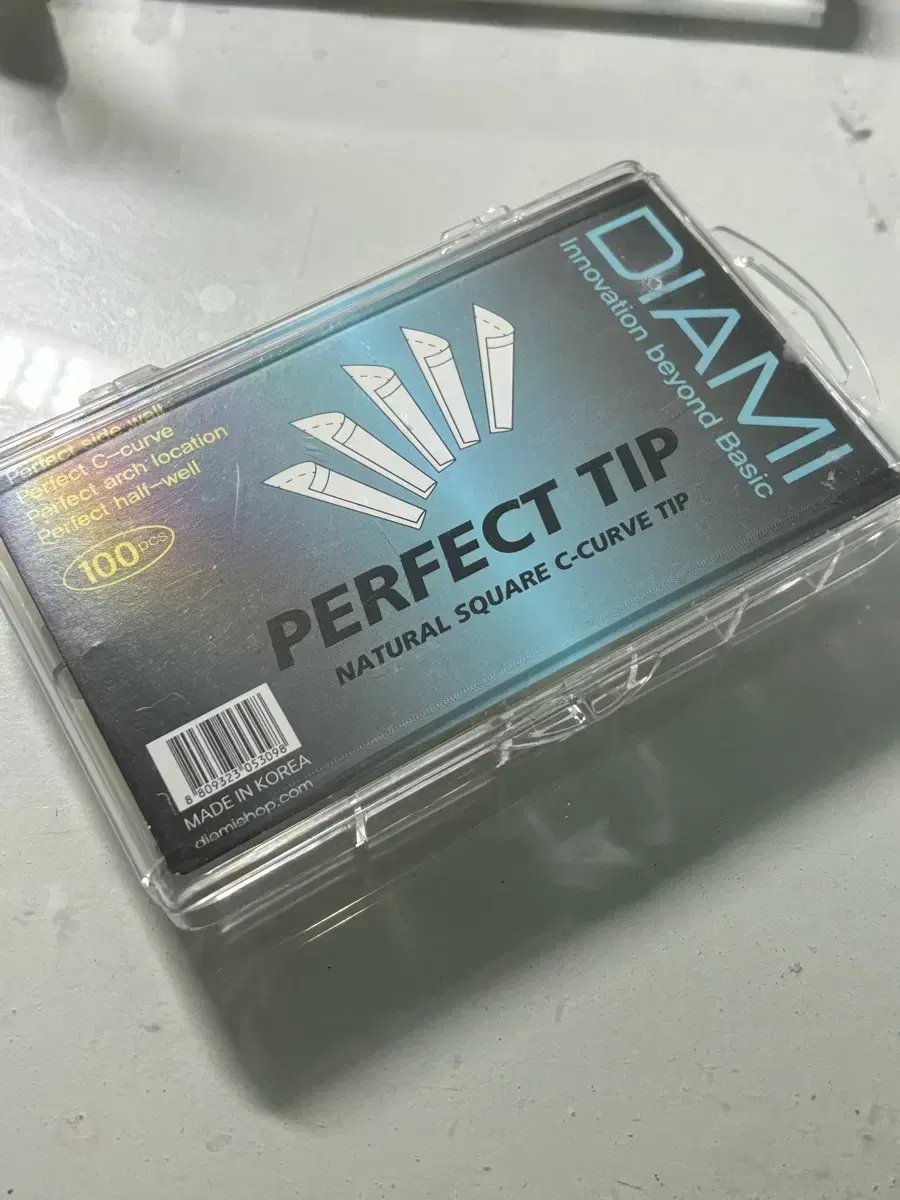 DIAMI
Innovation beyond Basic
Perfect side well
Perfect C-curve
Perfect arch location
Perfect half-well
100pcs
PERFECT TIP
NATURAL SQUARE C-CURVE TIP
8 809323 053098
MADE IN KOREA
diamishop.com